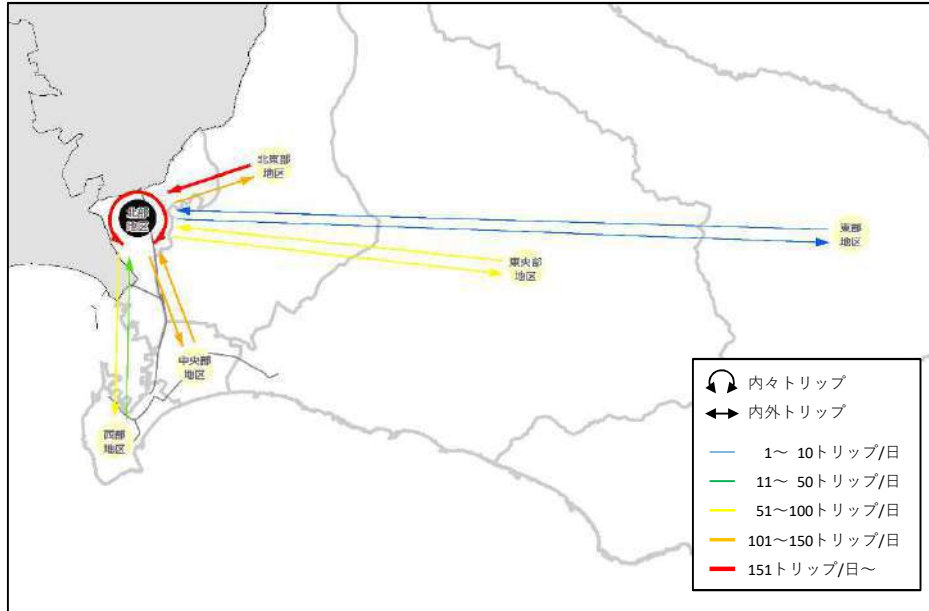 北東部
地区
北部
地区
東部
地区
東央部
地区
中央部
地区
西部
地区
内々トリップ
内外トリップ
1～ 10トリップ/日
11～ 50トリップ/日
51～100トリップ/日
101～150トリップ/日
151トリップ/日～